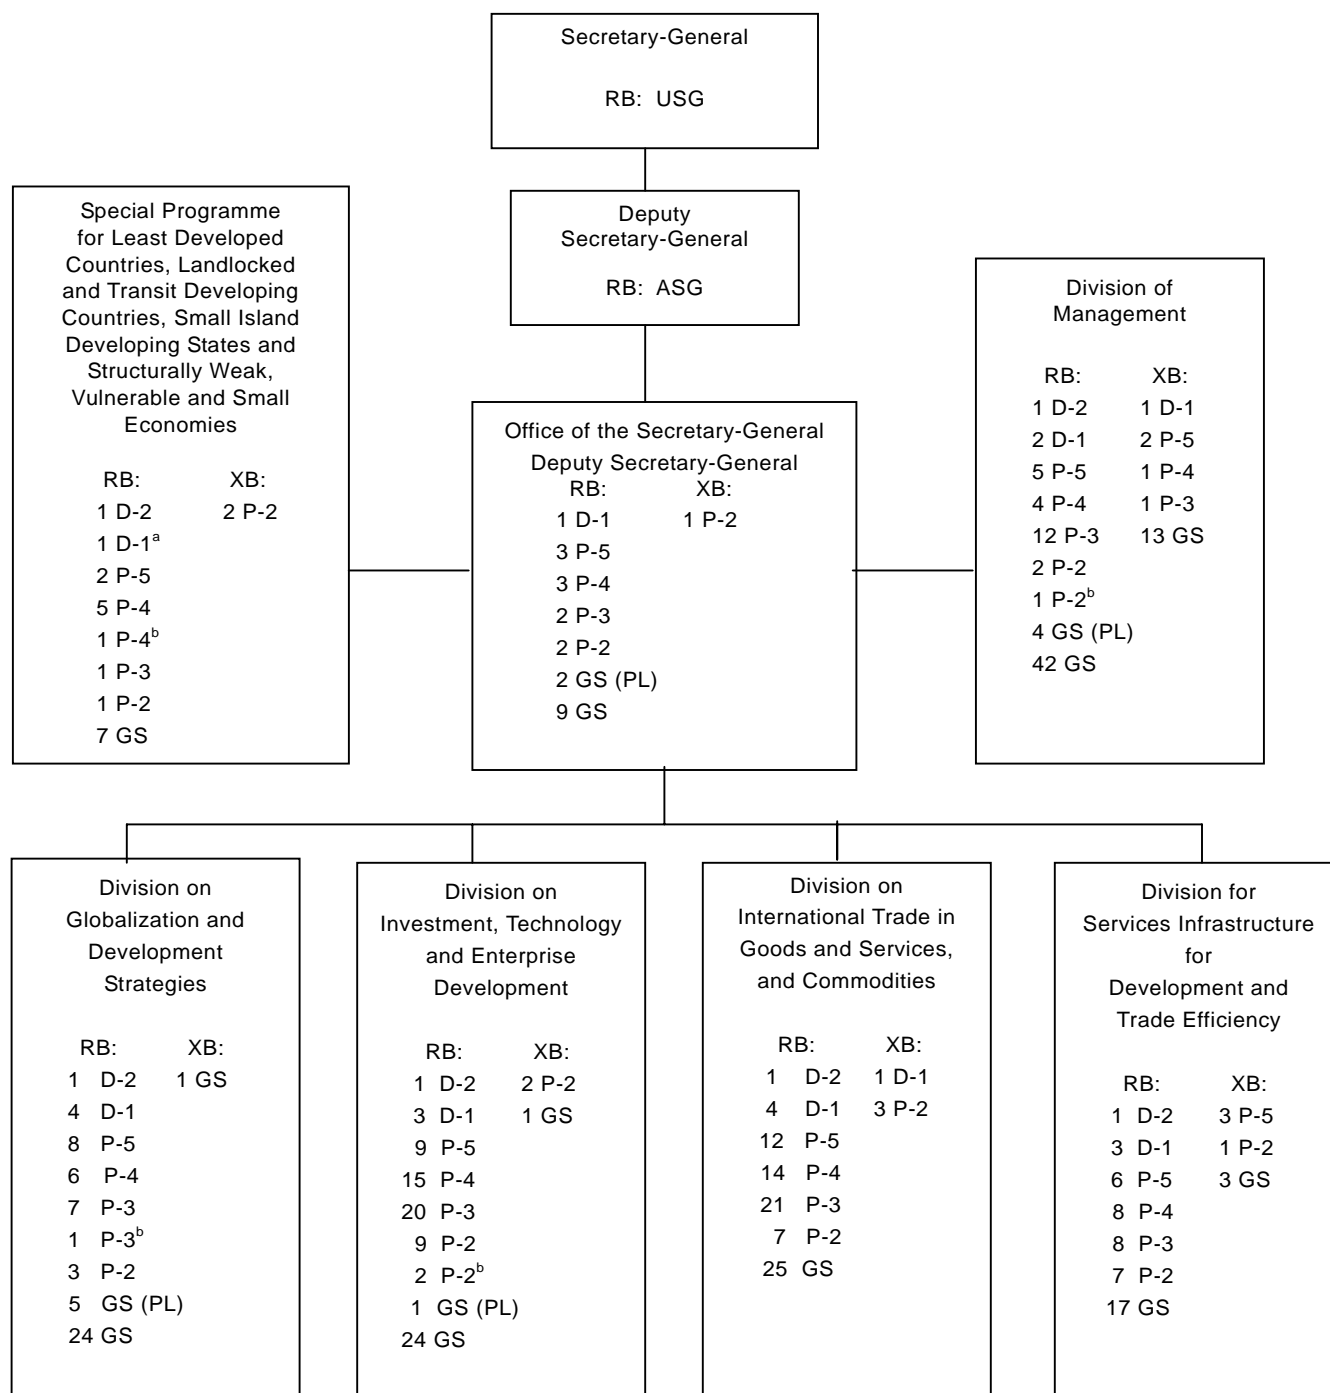 Secretary-General
RB: USG
Deputy
Secretary-General
RB: ASG
Special Programme
for Least Developed
Countries, Landlocked
and Transit Developing
Countries, Small Island
Developing States and
Structurally Weak,
Vulnerable and Small
Economies
RB: XB:
1 D-2 2 P-2
1 D-1ᵃ
2 P-5
5 P-4
1 P-4ᵇ
1 P-3
1 P-2
7 GS
Office of the Secretary-General
Deputy Secretary-General
RB: XB:
1 D-1 1 P-2
3 P-5
3 P-4
2 P-3
2 P-2
2 GS (PL)
9 GS
Division of
Management
RB: XB:
1 D-2 1 D-1
2 D-1 2 P-5
5 P-5 1 P-4
4 P-4 1 P-3
12 P-3 13 GS
2 P-2
1 P-2ᵇ
4 GS (PL)
42 GS
Division on
Globalization and
Development
Strategies
RB: XB:
1 D-2 1 GS
4 D-1
8 P-5
6 P-4
7 P-3
1 P-3ᵇ
3 P-2
5 GS (PL)
24 GS
Division on
Investment, Technology
and Enterprise
Development
RB: XB:
1 D-2 2 P-2
3 D-1 1 GS
9 P-5
15 P-4
20 P-3
9 P-2
2 P-2ᵇ
1 GS (PL)
24 GS
Division on
International Trade in
Goods and Services,
and Commodities
RB: XB:
1 D-2 1 D-1
4 D-1 3 P-2
12 P-5
14 P-4
21 P-3
7 P-2
25 GS
Division for
Services Infrastructure
for
Development and
Trade Efficiency
RB: XB:
1 D-2 3 P-5
3 D-1 1 P-2
6 P-5 3 GS
8 P-4
8 P-3
7 P-2
17 GS